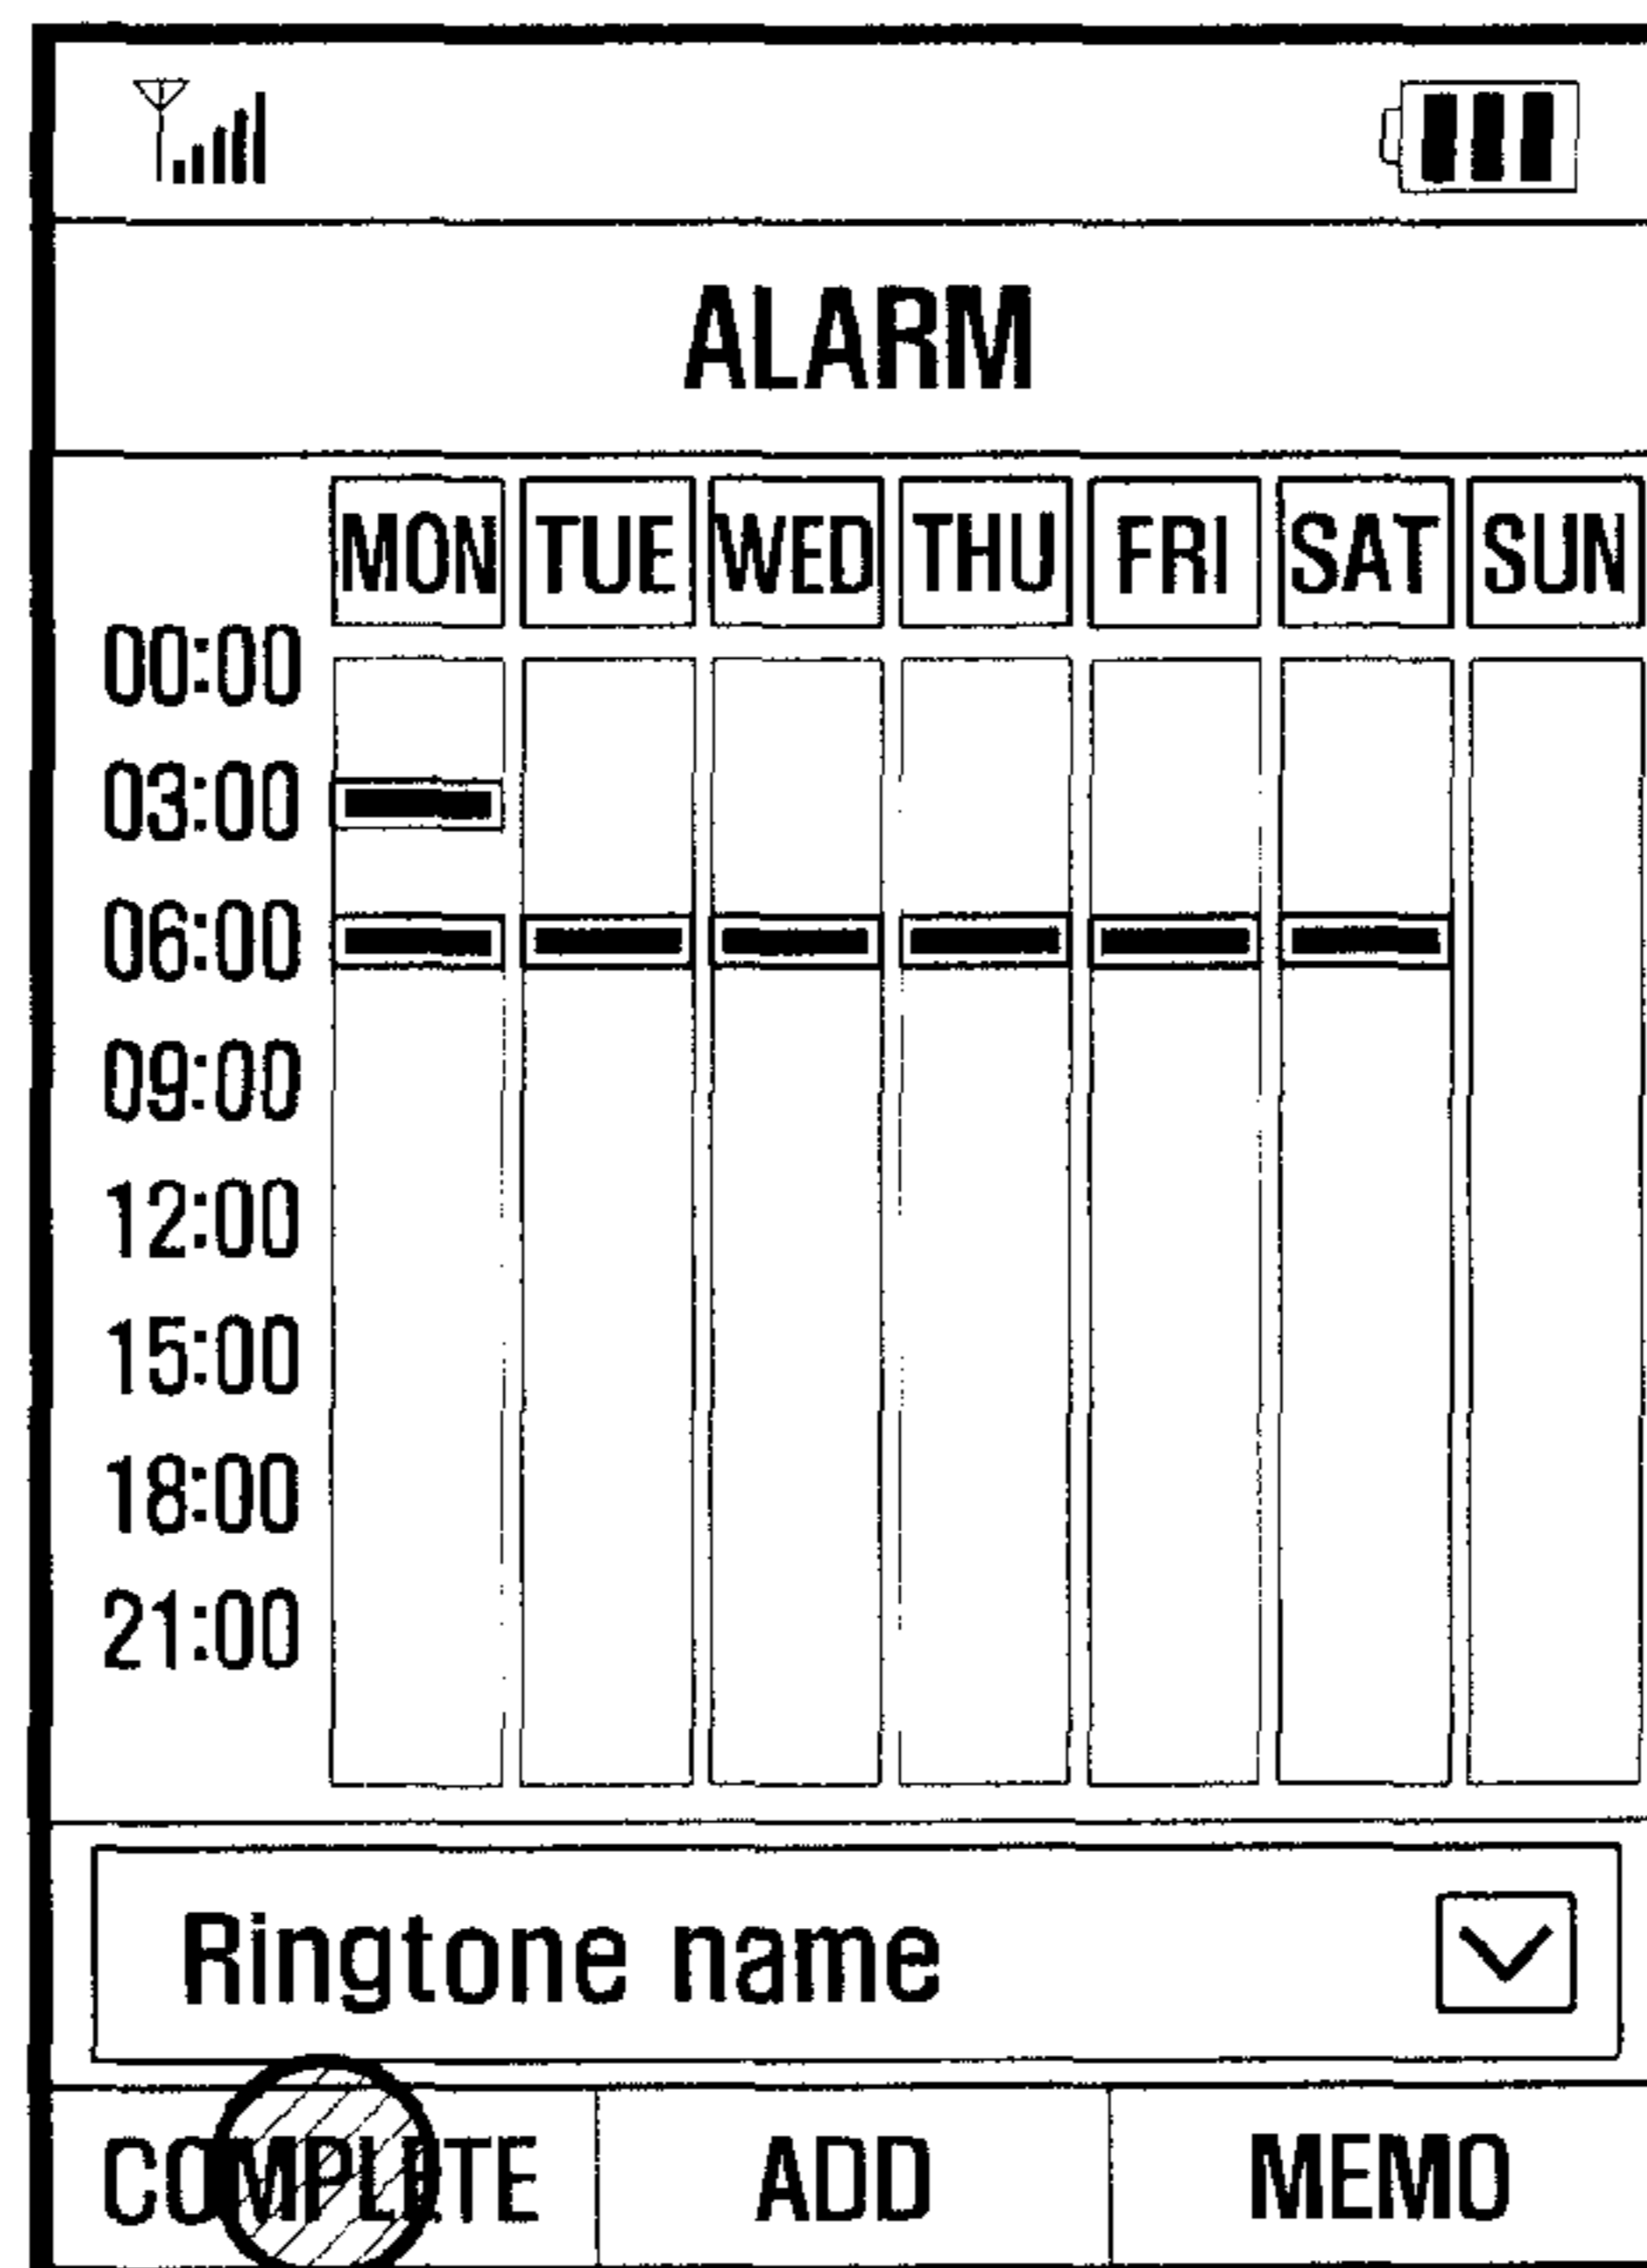 ALARM
MON TUE WED THU FRI SAT SUN
00:00
03:00
06:00
09:00
12:00
15:00
18:00
21:00
Ringtone name
COMPLETE ADD MEMO